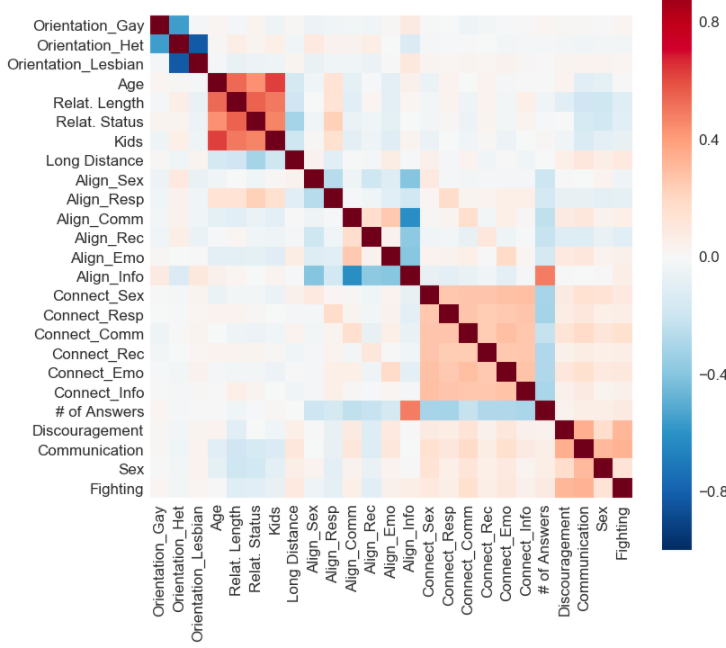 Orientation_Gay
Orientation_Het
Orientation_Lesbian
Age
Relat. Length
Relat. Status
Kids
Long Distance
Align_Sex
Align_Resp
Align_Comm
Align_Rec
Align_Emo
Align_Info
Connect_Sex
Connect_Resp
Connect_Comm
Connect_Rec
Connect_Emo
Connect_Info
# of Answers
Discouragement
Communication
Sex
Fighting
Orientation_Gay
Orientation_Het
Orientation_Lesbian
Age
Relat. Length
Relat. Status
Kids
Long Distance
Align_Sex
Align_Resp
Align_Comm
Align_Rec
Align_Emo
Align_Info
Connect_Sex
Connect_Resp
Connect_Comm
Connect_Rec
Connect_Emo
Connect_Info
# of Answers
Discouragement
Communication
Sex
Fighting
0.8
0.4
0.0
−0.4
−0.8